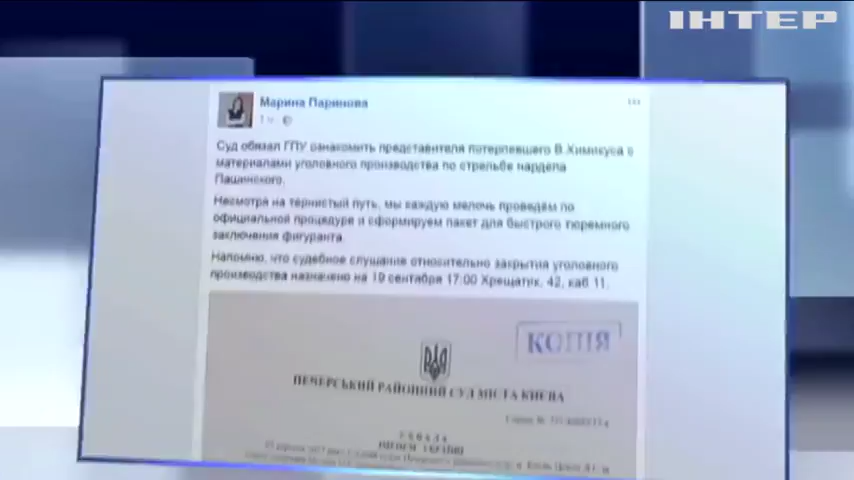 ІНТЕР
Марина Паринова
Суд обязал ГПУ ознакомить представителя потерпевшего В.Химикуса с
материалами уголовного производства по стрельбе нардепа
Пашинского.
Несмотря на тернистый путь, мы каждую мелочь проведём по
официальной процедуре и сформируем пакет для быстрого тюремного
заключения фигуранта.
Напомню, что судебное слушание относительно закрытия уголовного
производства назначено на 19 сентября 17:00 Хрещатик, 42, каб 11.
КОПІЯ
ПЕЧЕРСЬКИЙ РАЙОННИЙ СУД МІСТА КИЄВА
УХВАЛА
ІМЕНЕМ УКРАЇНИ